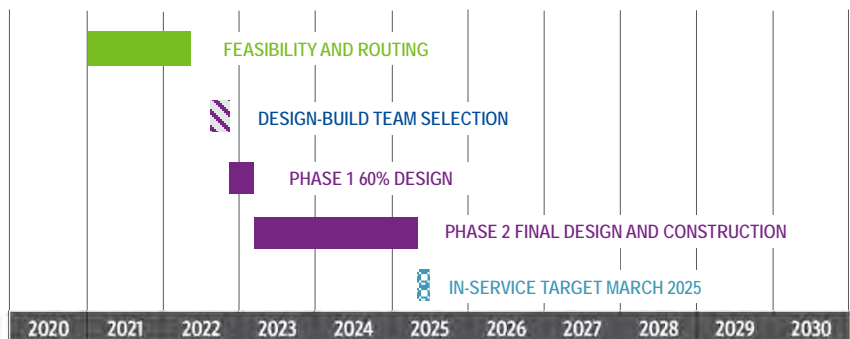 FEASIBILITY AND ROUTING
DESIGN-BUILD TEAM SELECTION
PHASE 1 60% DESIGN
PHASE 2 FINAL DESIGN AND CONSTRUCTION
IN-SERVICE TARGET MARCH 2025
2020 2021 2022 2023 2024 2025 2026 2027 2028 2029 2030